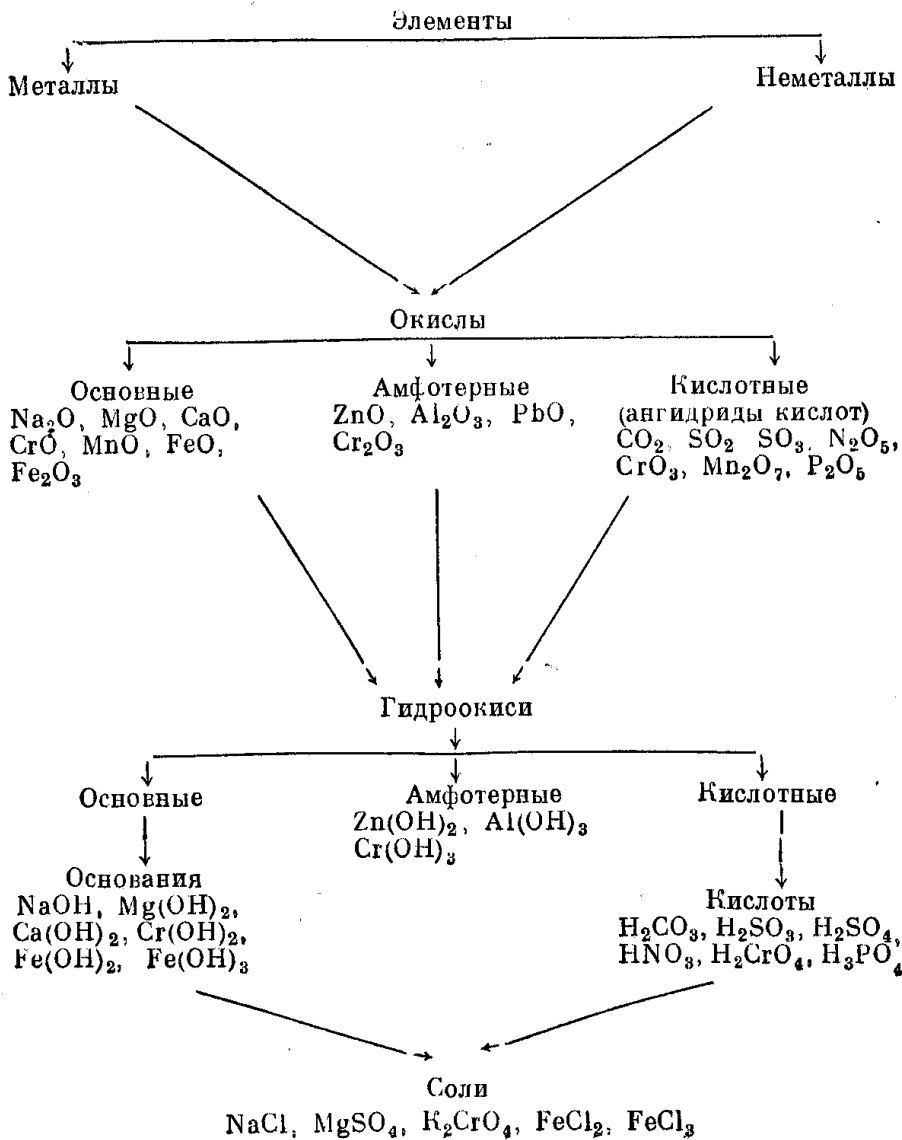 Элементы
Металлы
Неметаллы
Окислы
Основные
Na₂O, MgO, CaO,
CrO, MnO, FeO,
Fe₂O₃
Амфотерные
ZnO, Al₂O₃, PbO,
Cr₂O₃
Кислотные
(ангидриды кислот)
CO₂, SO₂ SO₃, N₂O₅,
CrO₃, Mn₂O₇, P₂O₅
Гидроокиси
Основные
Амфотерные
Zn(OH)₂, Al(OH)₃
Cr(OH)₃
Кислотные
Основания
NaOH, Mg(OH)₂,
Ca(OH)₂, Cr(OH)₂,
Fe(OH)₂, Fe(OH)₃
Кислоты
H₂CO₃, H₂SO₃, H₂SO₄,
HNO₃, H₂CrO₄, H₃PO₄
Соли
NaCl, MgSO₄, K₂CrO₄, FeCl₂, FeCl₃